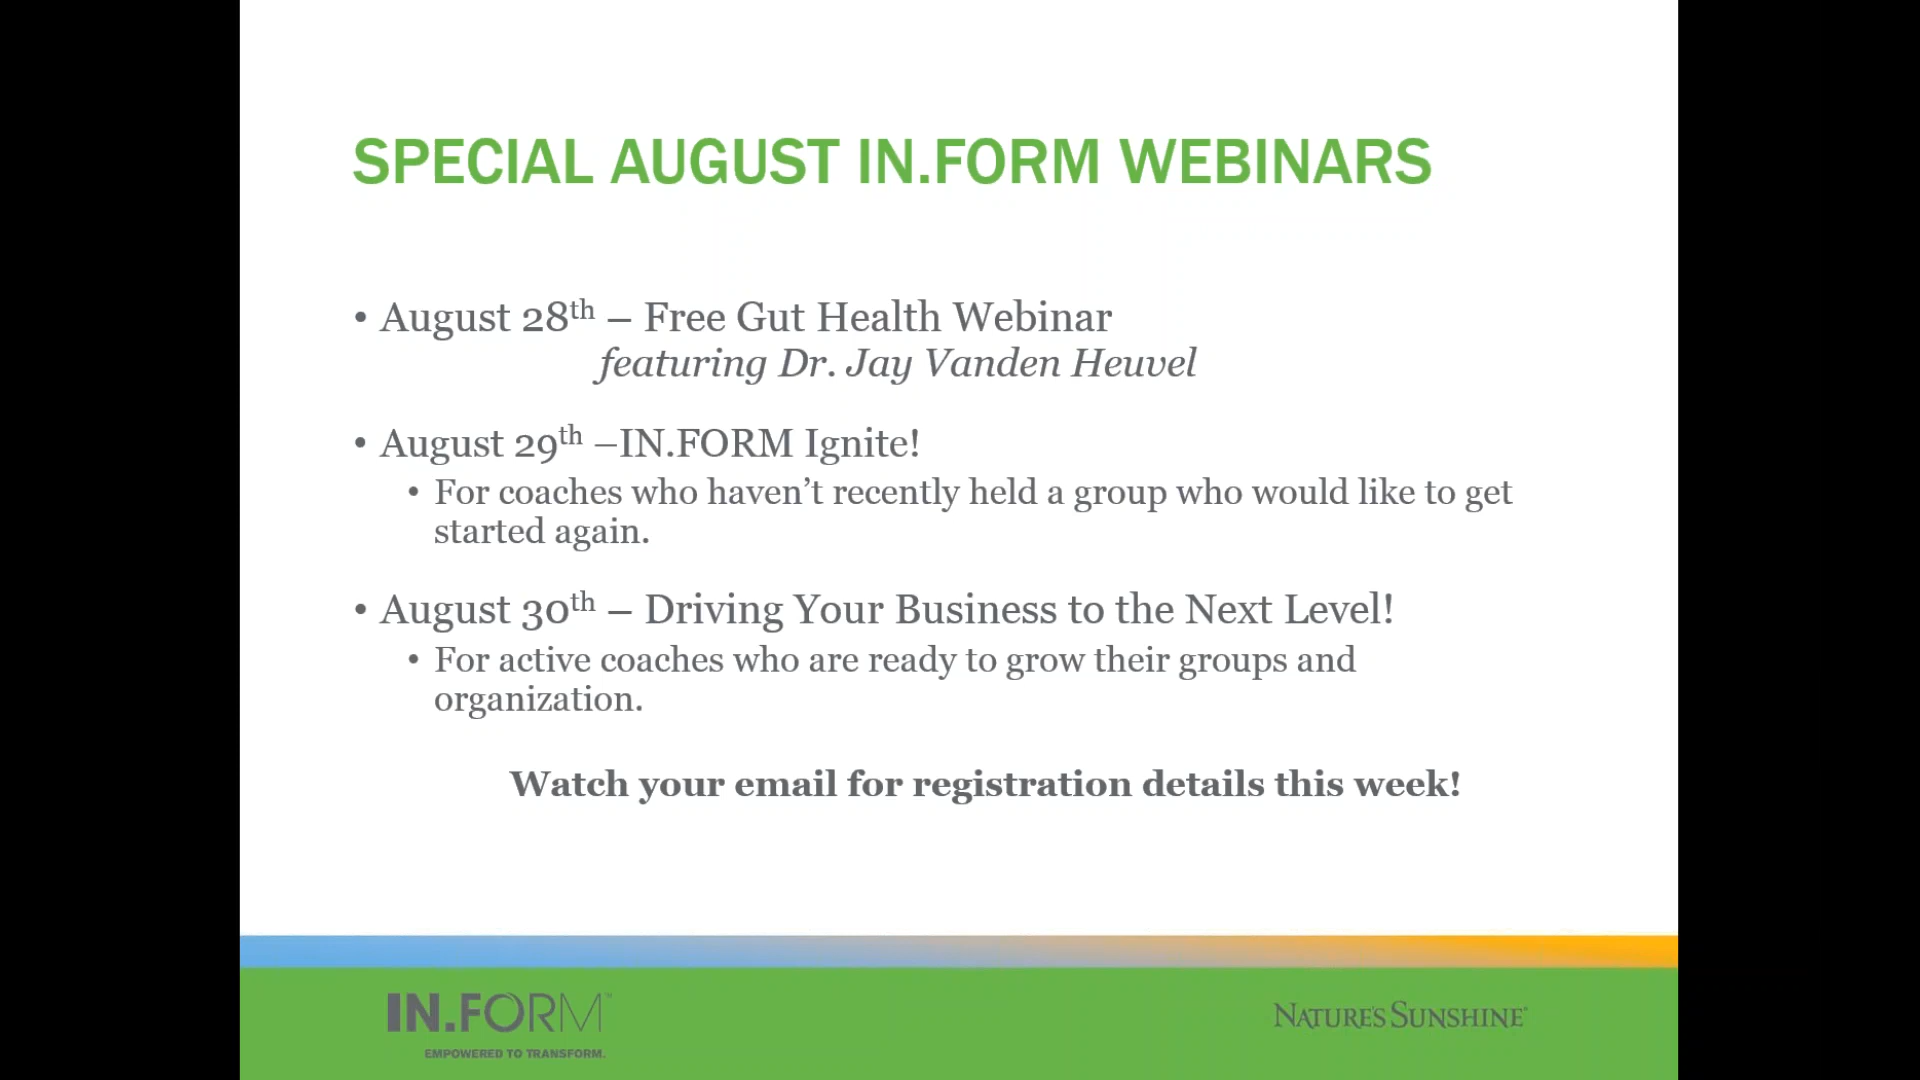 SPECIAL AUGUST IN.FORM WEBINARS
• August 28th – Free Gut Health Webinar
featuring Dr. Jay Vanden Heuvel
• August 29th –IN.FORM Ignite!
• For coaches who haven’t recently held a group who would like to get
started again.
• August 30th – Driving Your Business to the Next Level!
• For active coaches who are ready to grow their groups and
organization.
Watch your email for registration details this week!
IN.FORM™
EMPOWERED TO TRANSFORM.
NATURE'S SUNSHINE®